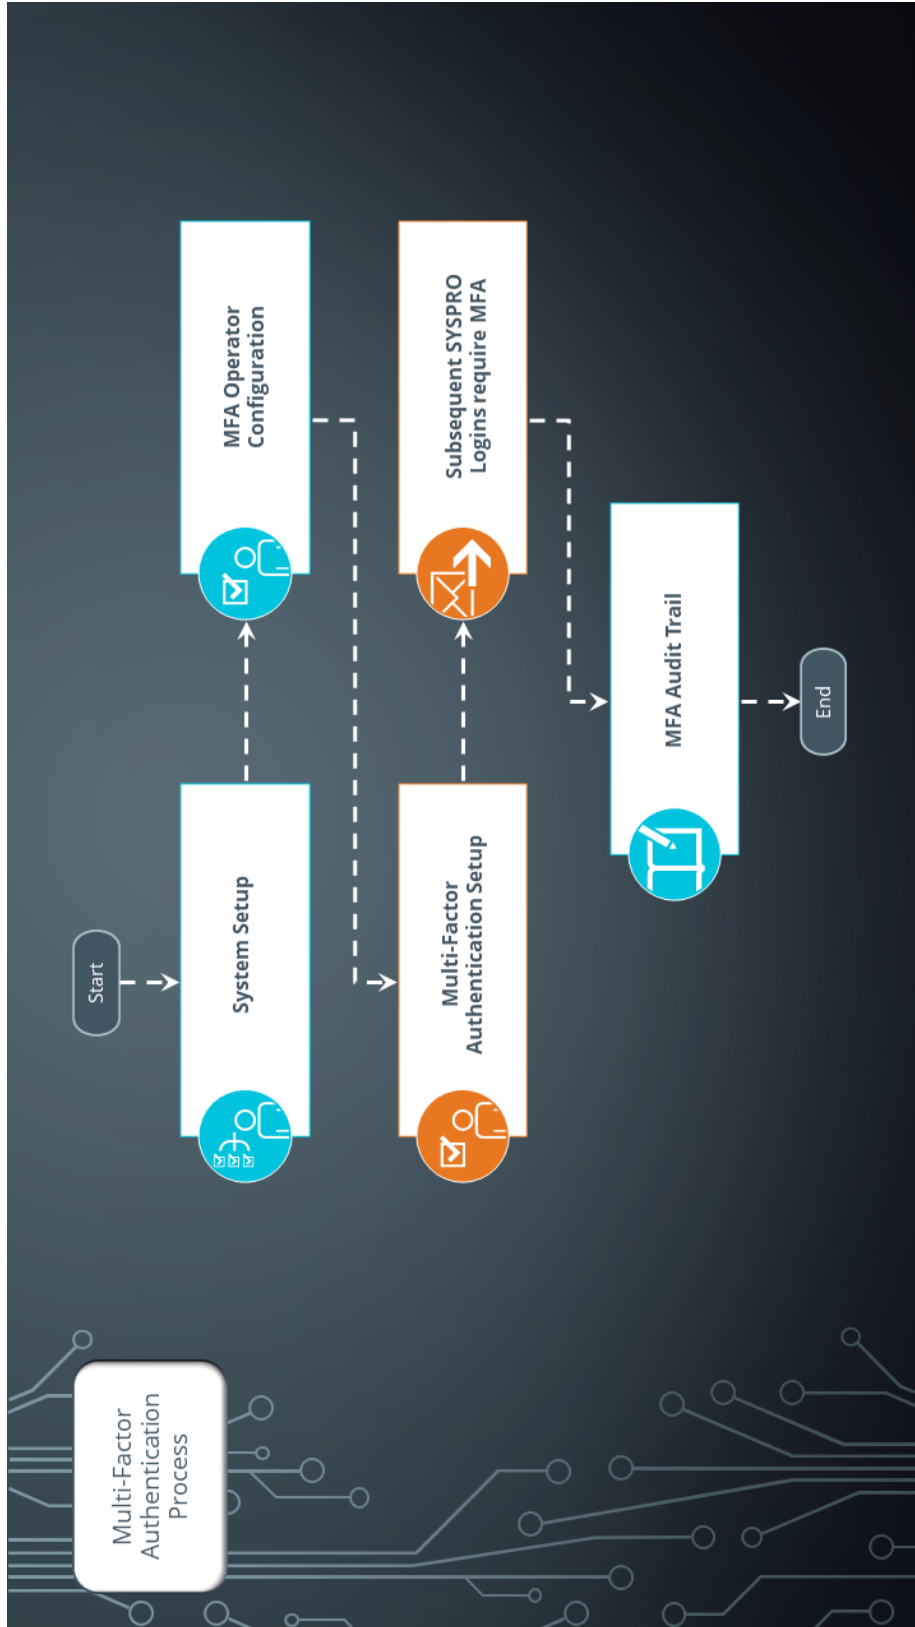 Multi-Factor
Authentication
Process
Start
System Setup
MFA Operator
Configuration
Multi-Factor
Authentication Setup
Subsequent SYSPRO
Logins require MFA
MFA Audit Trail
End